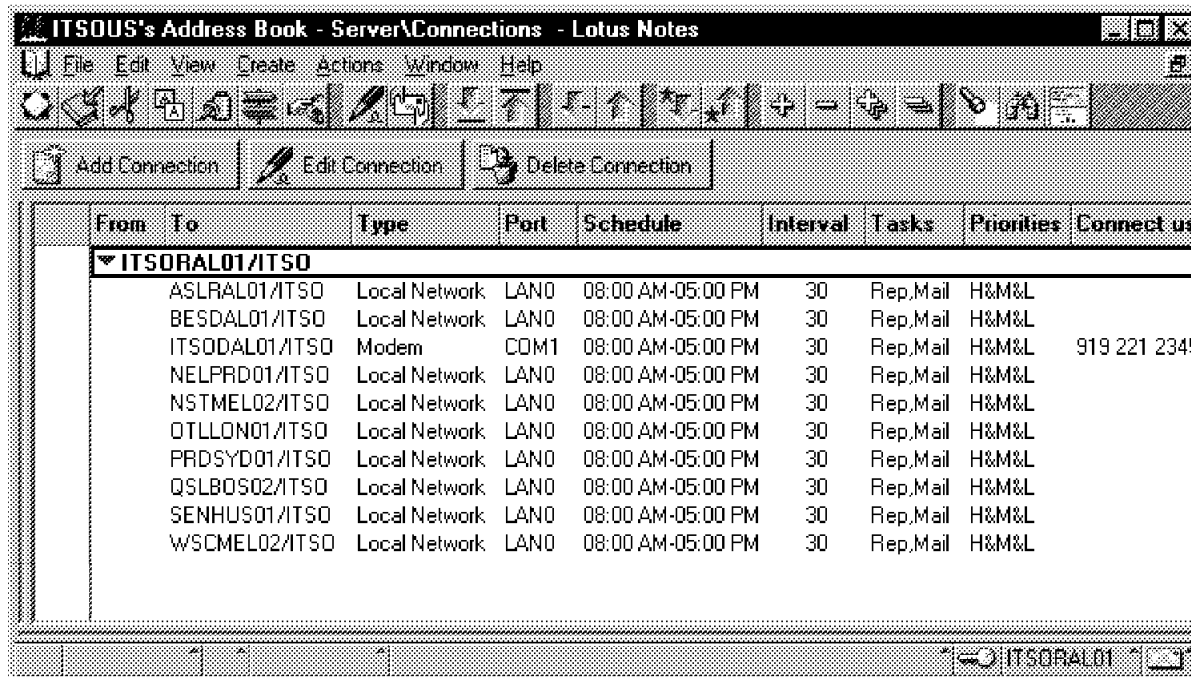 ITSOUS's Address Book - Server\Connections - Lotus Notes
File Edit View Create Actions Window Help
Add Connection Edit Connection Delete Connection
From To Type Port Schedule Interval Tasks Priorities Connect us
ITSORAL01/ITSO
ASLRAL01/ITSO Local Network LAN0 08:00 AM-05:00 PM 30 Rep,Mail H&M&L
BESDAL01/ITSO Local Network LAN0 08:00 AM-05:00 PM 30 Rep,Mail H&M&L
ITSODAL01/ITSO Modem COM1 08:00 AM-05:00 PM 30 Rep,Mail H&M&L 919 221 2345
NELPRD01/ITSO Local Network LAN0 08:00 AM-05:00 PM 30 Rep,Mail H&M&L
NSTMEL02/ITSO Local Network LAN0 08:00 AM-05:00 PM 30 Rep,Mail H&M&L
OTLLON01/ITSO Local Network LAN0 08:00 AM-05:00 PM 30 Rep,Mail H&M&L
PRDSYD01/ITSO Local Network LAN0 08:00 AM-05:00 PM 30 Rep,Mail H&M&L
QSLBOS02/ITSO Local Network LAN0 08:00 AM-05:00 PM 30 Rep,Mail H&M&L
SENHUS01/ITSO Local Network LAN0 08:00 AM-05:00 PM 30 Rep,Mail H&M&L
WSCMEL02/ITSO Local Network LAN0 08:00 AM-05:00 PM 30 Rep,Mail H&M&L
ITSORAL01